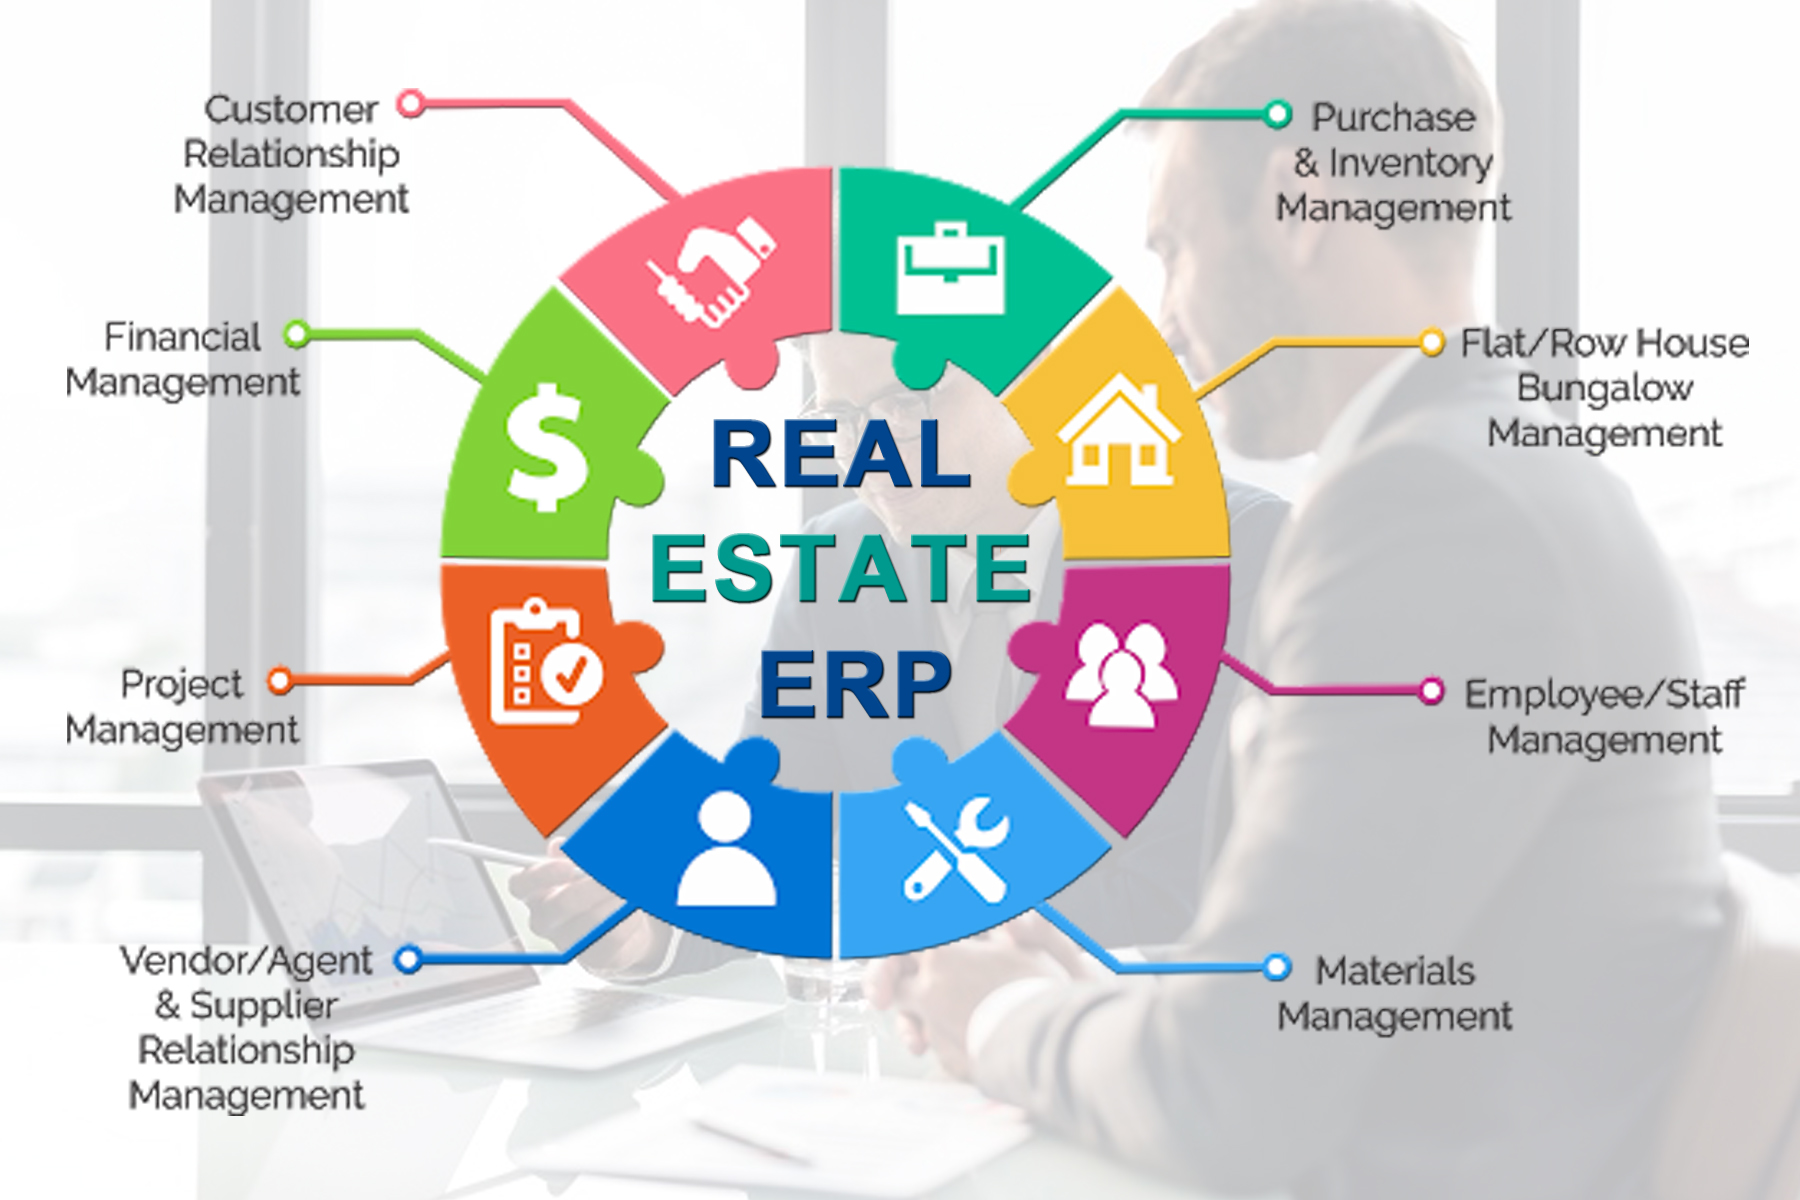 Customer
Relationship
Management
Purchase
& Inventory
Management
Financial
Management
Flat/Row House
Bungalow
Management
REAL
ESTATE
ERP
Project
Management
Employee/Staff
Management
Vendor/Agent
& Supplier
Relationship
Management
Materials
Management